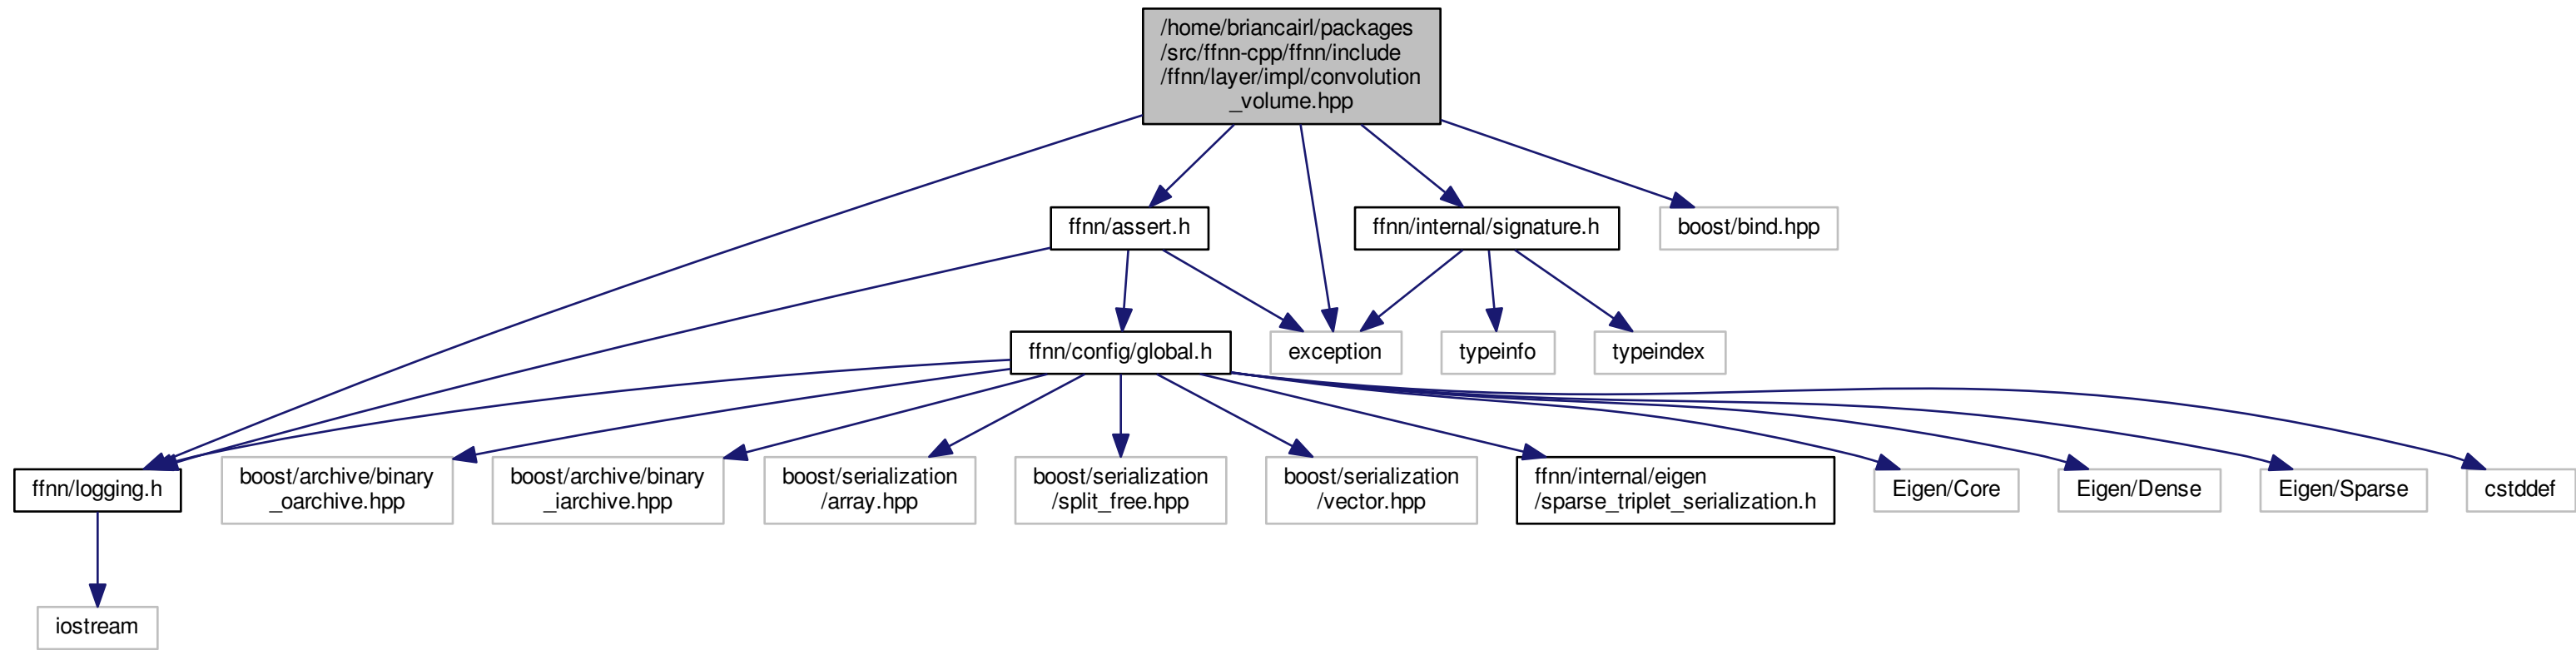 /home/briancairl/packages
/src/ffnn-cpp/ffnn/include
/ffnn/layer/impl/convolution
_volume.hpp
ffnn/assert.h
ffnn/internal/signature.h
boost/bind.hpp
ffnn/config/global.h
exception
typeinfo
typeindex
ffnn/logging.h
boost/archive/binary
_oarchive.hpp
boost/archive/binary
_iarchive.hpp
boost/serialization
/array.hpp
boost/serialization
/split_free.hpp
boost/serialization
/vector.hpp
ffnn/internal/eigen
/sparse_triplet_serialization.h
Eigen/Core
Eigen/Dense
Eigen/Sparse
cstddef
iostream